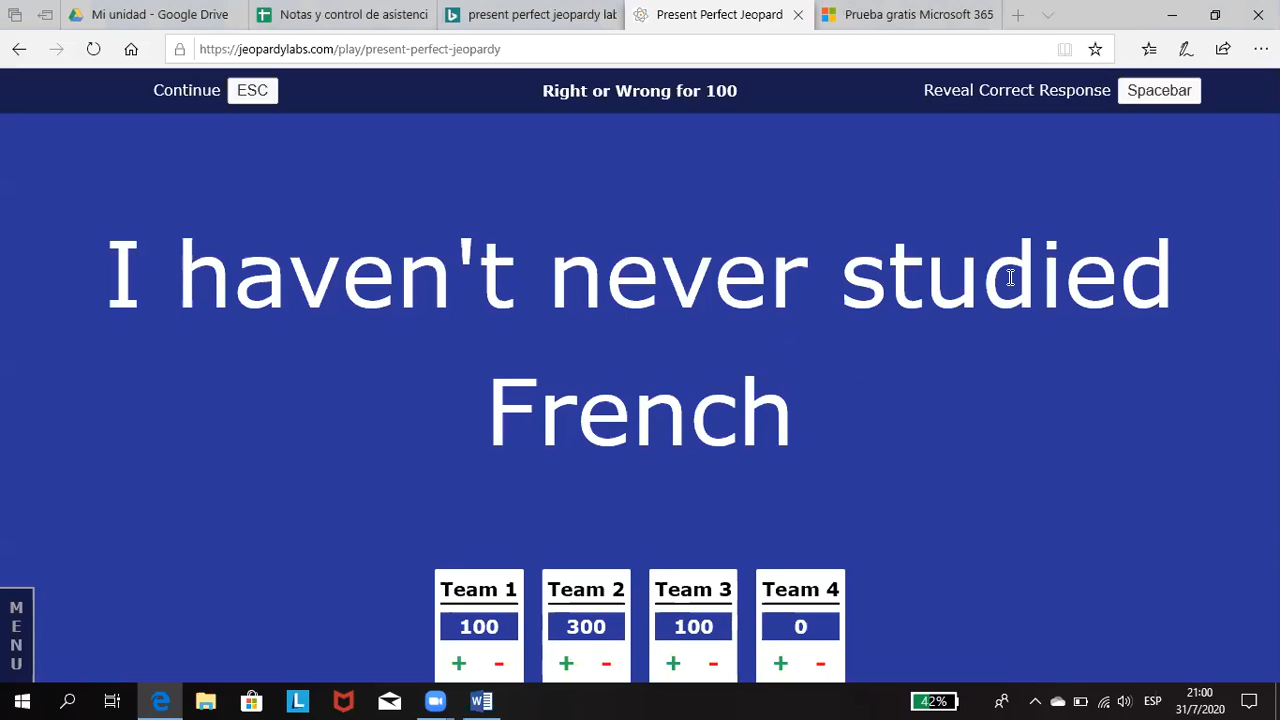 Mi unidad - Google Drive
Notas y control de asistenci
present perfect jeopardy lab
Present Perfect Jeopard
Prueba gratis Microsoft 365
https://jeopardylabs.com/play/present-perfect-jeopardy
Continue ESC
Right or Wrong for 100
Reveal Correct Response Spacebar
I haven't never studied
French
Team 1 Team 2 Team 3 Team 4
100 300 100 0
+ - + - + - + -
MENU
42%
ESP
21:00
31/7/2020